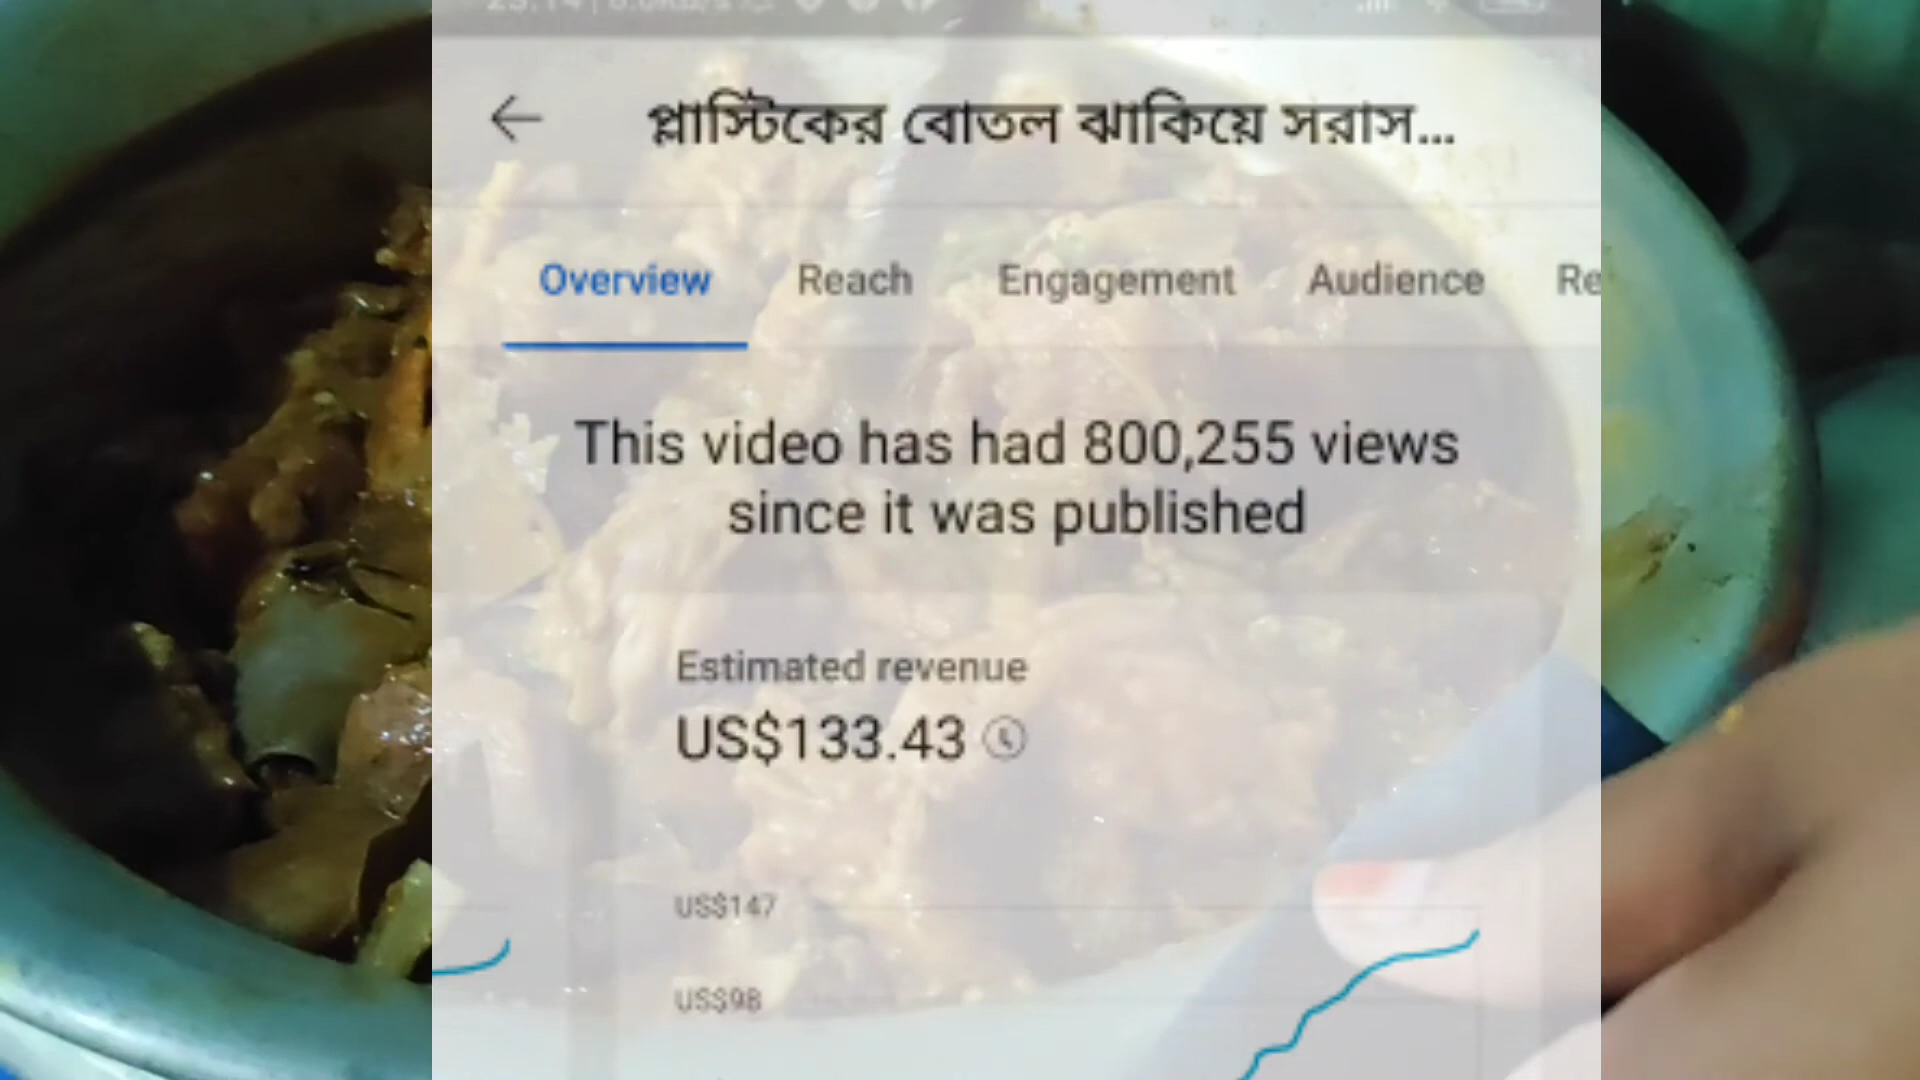 প্লাস্টিকের বোতল ঝাকিয়ে সরাস...
Overview Reach Engagement Audience Re
This video has had 800,255 views
since it was published
Estimated revenue
US$133.43
US$147
US$98